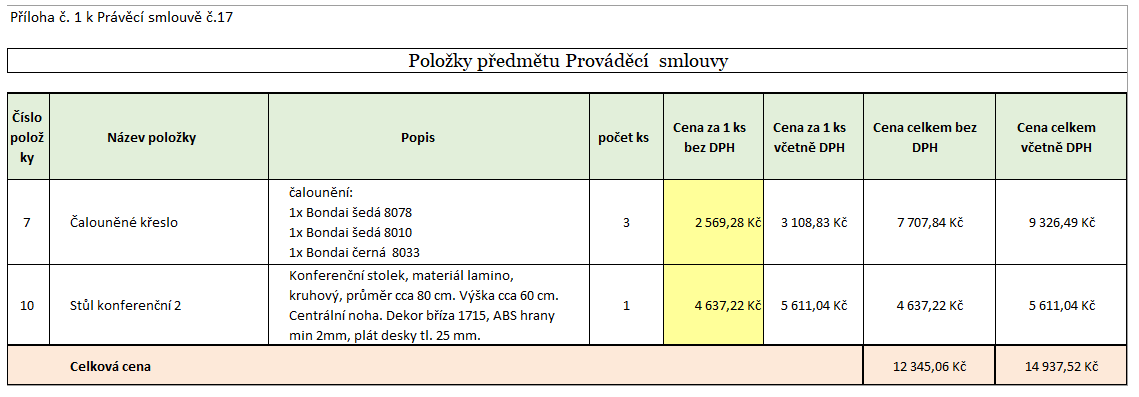 Příloha č. 1 k Právěcí smlouvě č.17
Položky předmětu Prováděcí smlouvy
Číslo polož ky Název položky Popis počet ks Cena za 1 ks bez DPH Cena za 1 ks včetně DPH Cena celkem bez DPH Cena celkem včetně DPH
7 Čalouněné křeslo
čalounění:
1x Bondai šedá 8078
1x Bondai šedá 8010
1x Bondai černá 8033
3 2 569,28 Kč 3 108,83 Kč 7 707,84 Kč 9 326,49 Kč
10 Stůl konferenční 2
Konferenční stolek, materiál lamino,
kruhový, průměr cca 80 cm. Výška cca 60 cm.
Centrální noha. Dekor bříza 1715, ABS hrany
min 2mm, plát desky tl. 25 mm.
1 4 637,22 Kč 5 611,04 Kč 4 637,22 Kč 5 611,04 Kč
Celková cena 12 345,06 Kč 14 937,52 Kč